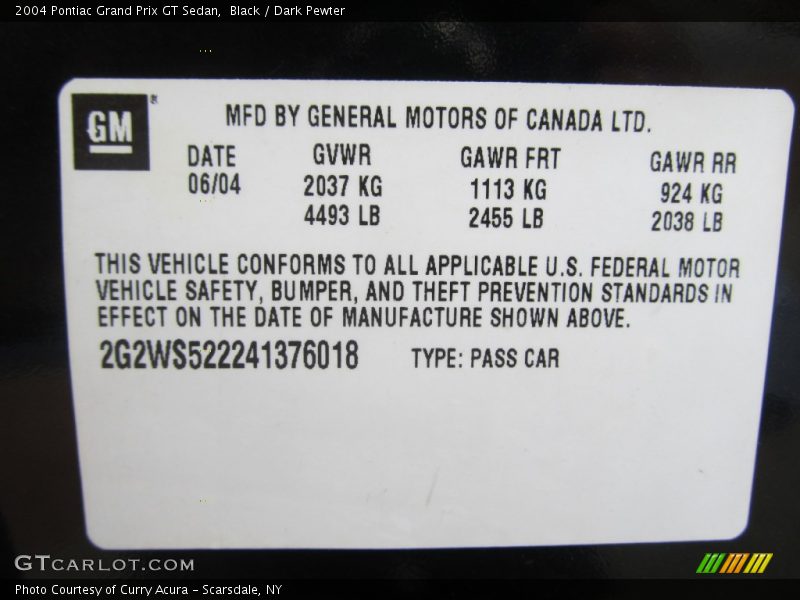 2004 Pontiac Grand Prix GT Sedan, Black / Dark Pewter
GM ®
MFD BY GENERAL MOTORS OF CANADA LTD.
DATE GVWR GAWR FRT GAWR RR
06/04 2037 KG 1113 KG 924 KG
4493 LB 2455 LB 2038 LB
THIS VEHICLE CONFORMS TO ALL APPLICABLE U.S. FEDERAL MOTOR
VEHICLE SAFETY, BUMPER, AND THEFT PREVENTION STANDARDS IN
EFFECT ON THE DATE OF MANUFACTURE SHOWN ABOVE.
2G2WS522241376018 TYPE: PASS CAR
GTCARLOT.COM
Photo Courtesy of Curry Acura - Scarsdale, NY